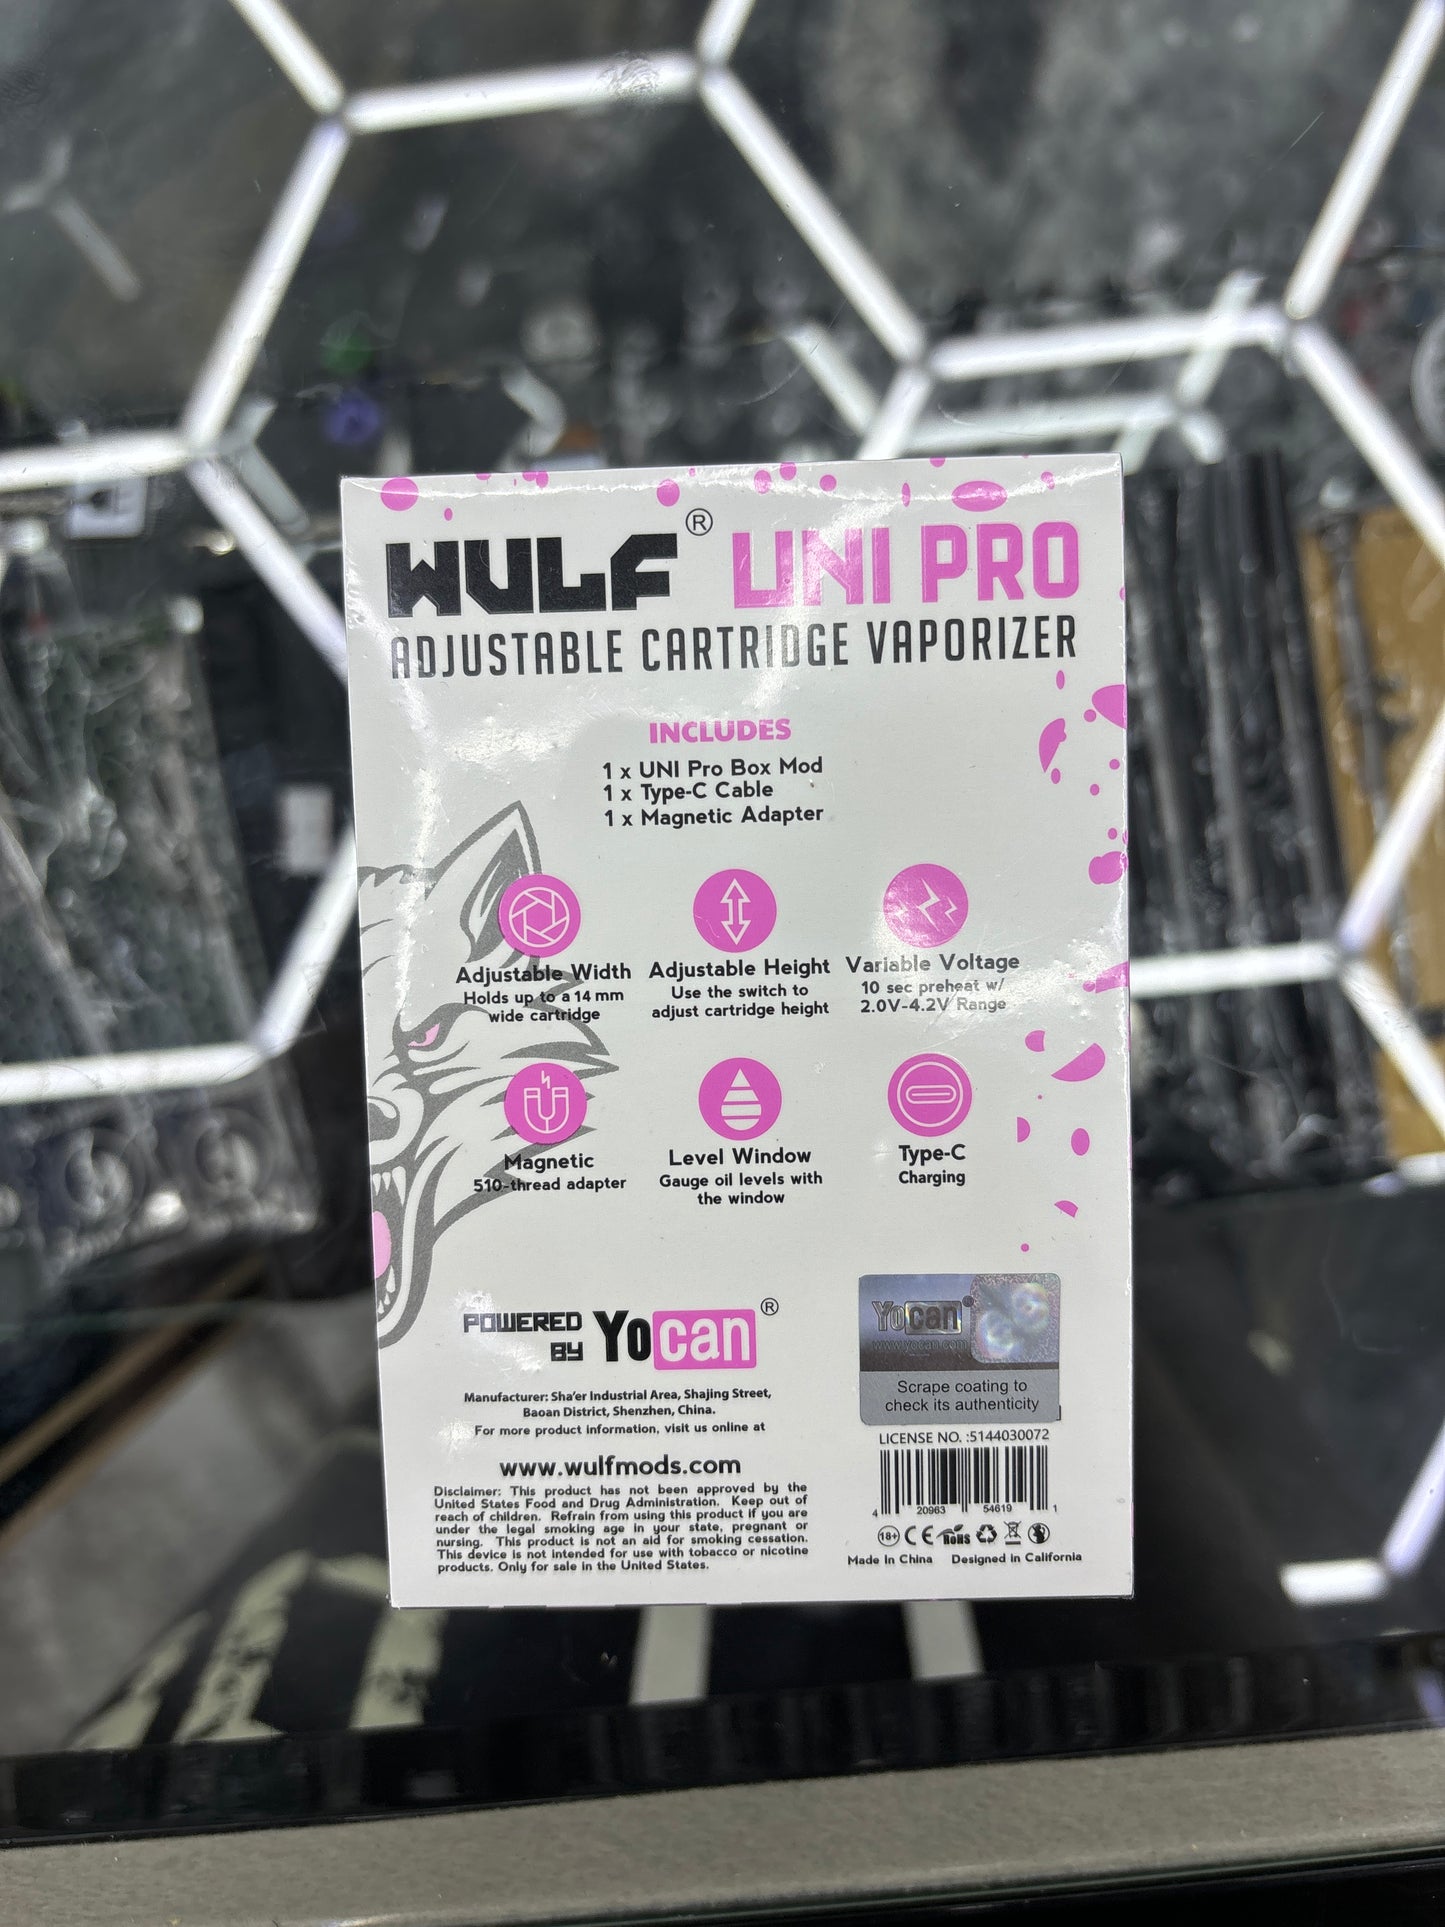 WULF® UNI PRO
ADJUSTABLE CARTRIDGE VAPORIZER
INCLUDES
1 x UNI Pro Box Mod
1 x Type-C Cable
1 x Magnetic Adapter
Adjustable Width
Holds up to a 14 mm
wide cartridge
Adjustable Height
Use the switch to
adjust cartridge height
Variable Voltage
10 sec preheat w/
2.0V-4.2V Range
Magnetic
510-thread adapter
Level Window
Gauge oil levels with
the window
Type-C
Charging
POWERED
BY Yocan®
Manufacturer: Sha'er Industrial Area, Shajing Street,
Baoan District, Shenzhen, China.
For more product information, visit us online at
www.wulfmods.com
Disclaimer: This product has not been approved by the
United States Food and Drug Administration. Keep out of
reach of children. Refrain from using this product if you are
under the legal smoking age in your state, pregnant or
nursing. This product is not an aid for smoking cessation.
This device is not intended for use with tobacco or nicotine
products. Only for sale in the United States.
Yocan
www.yocan.com
Scrape coating to
check its authenticity
LICENSE NO. :5144030072
4 20963 54619 1
18+ CE RoHS
Made In China Designed in California